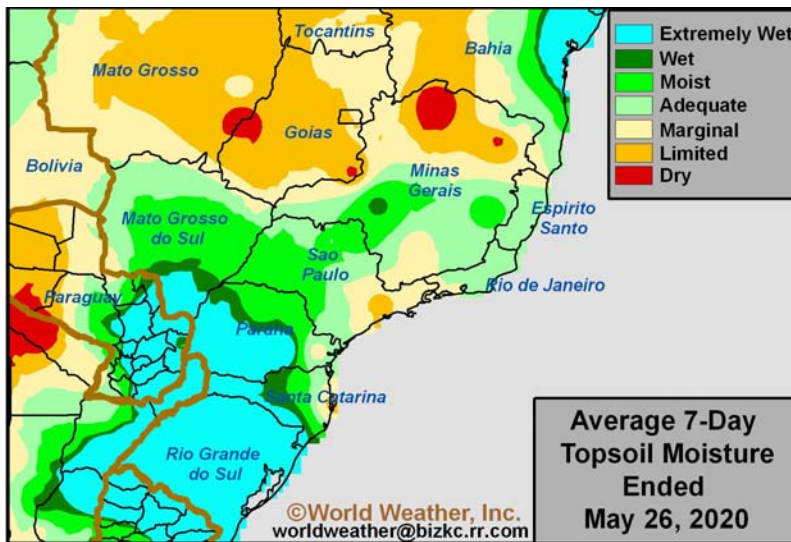 Tocantins
Bahia
Mato Grosso
Goias
Bolivia
Minas
Gerais
Mato Grosso
do Sul
Espirito
Santo
Sao
Paulo
Rio de Janeiro
Paraguay
Parana
Santa Catarina
Rio Grande
do Sul
Extremely Wet
Wet
Moist
Adequate
Marginal
Limited
Dry
Average 7-Day
Topsoil Moisture
Ended
May 26, 2020
©World Weather, Inc.
worldweather@bizkc.rr.com